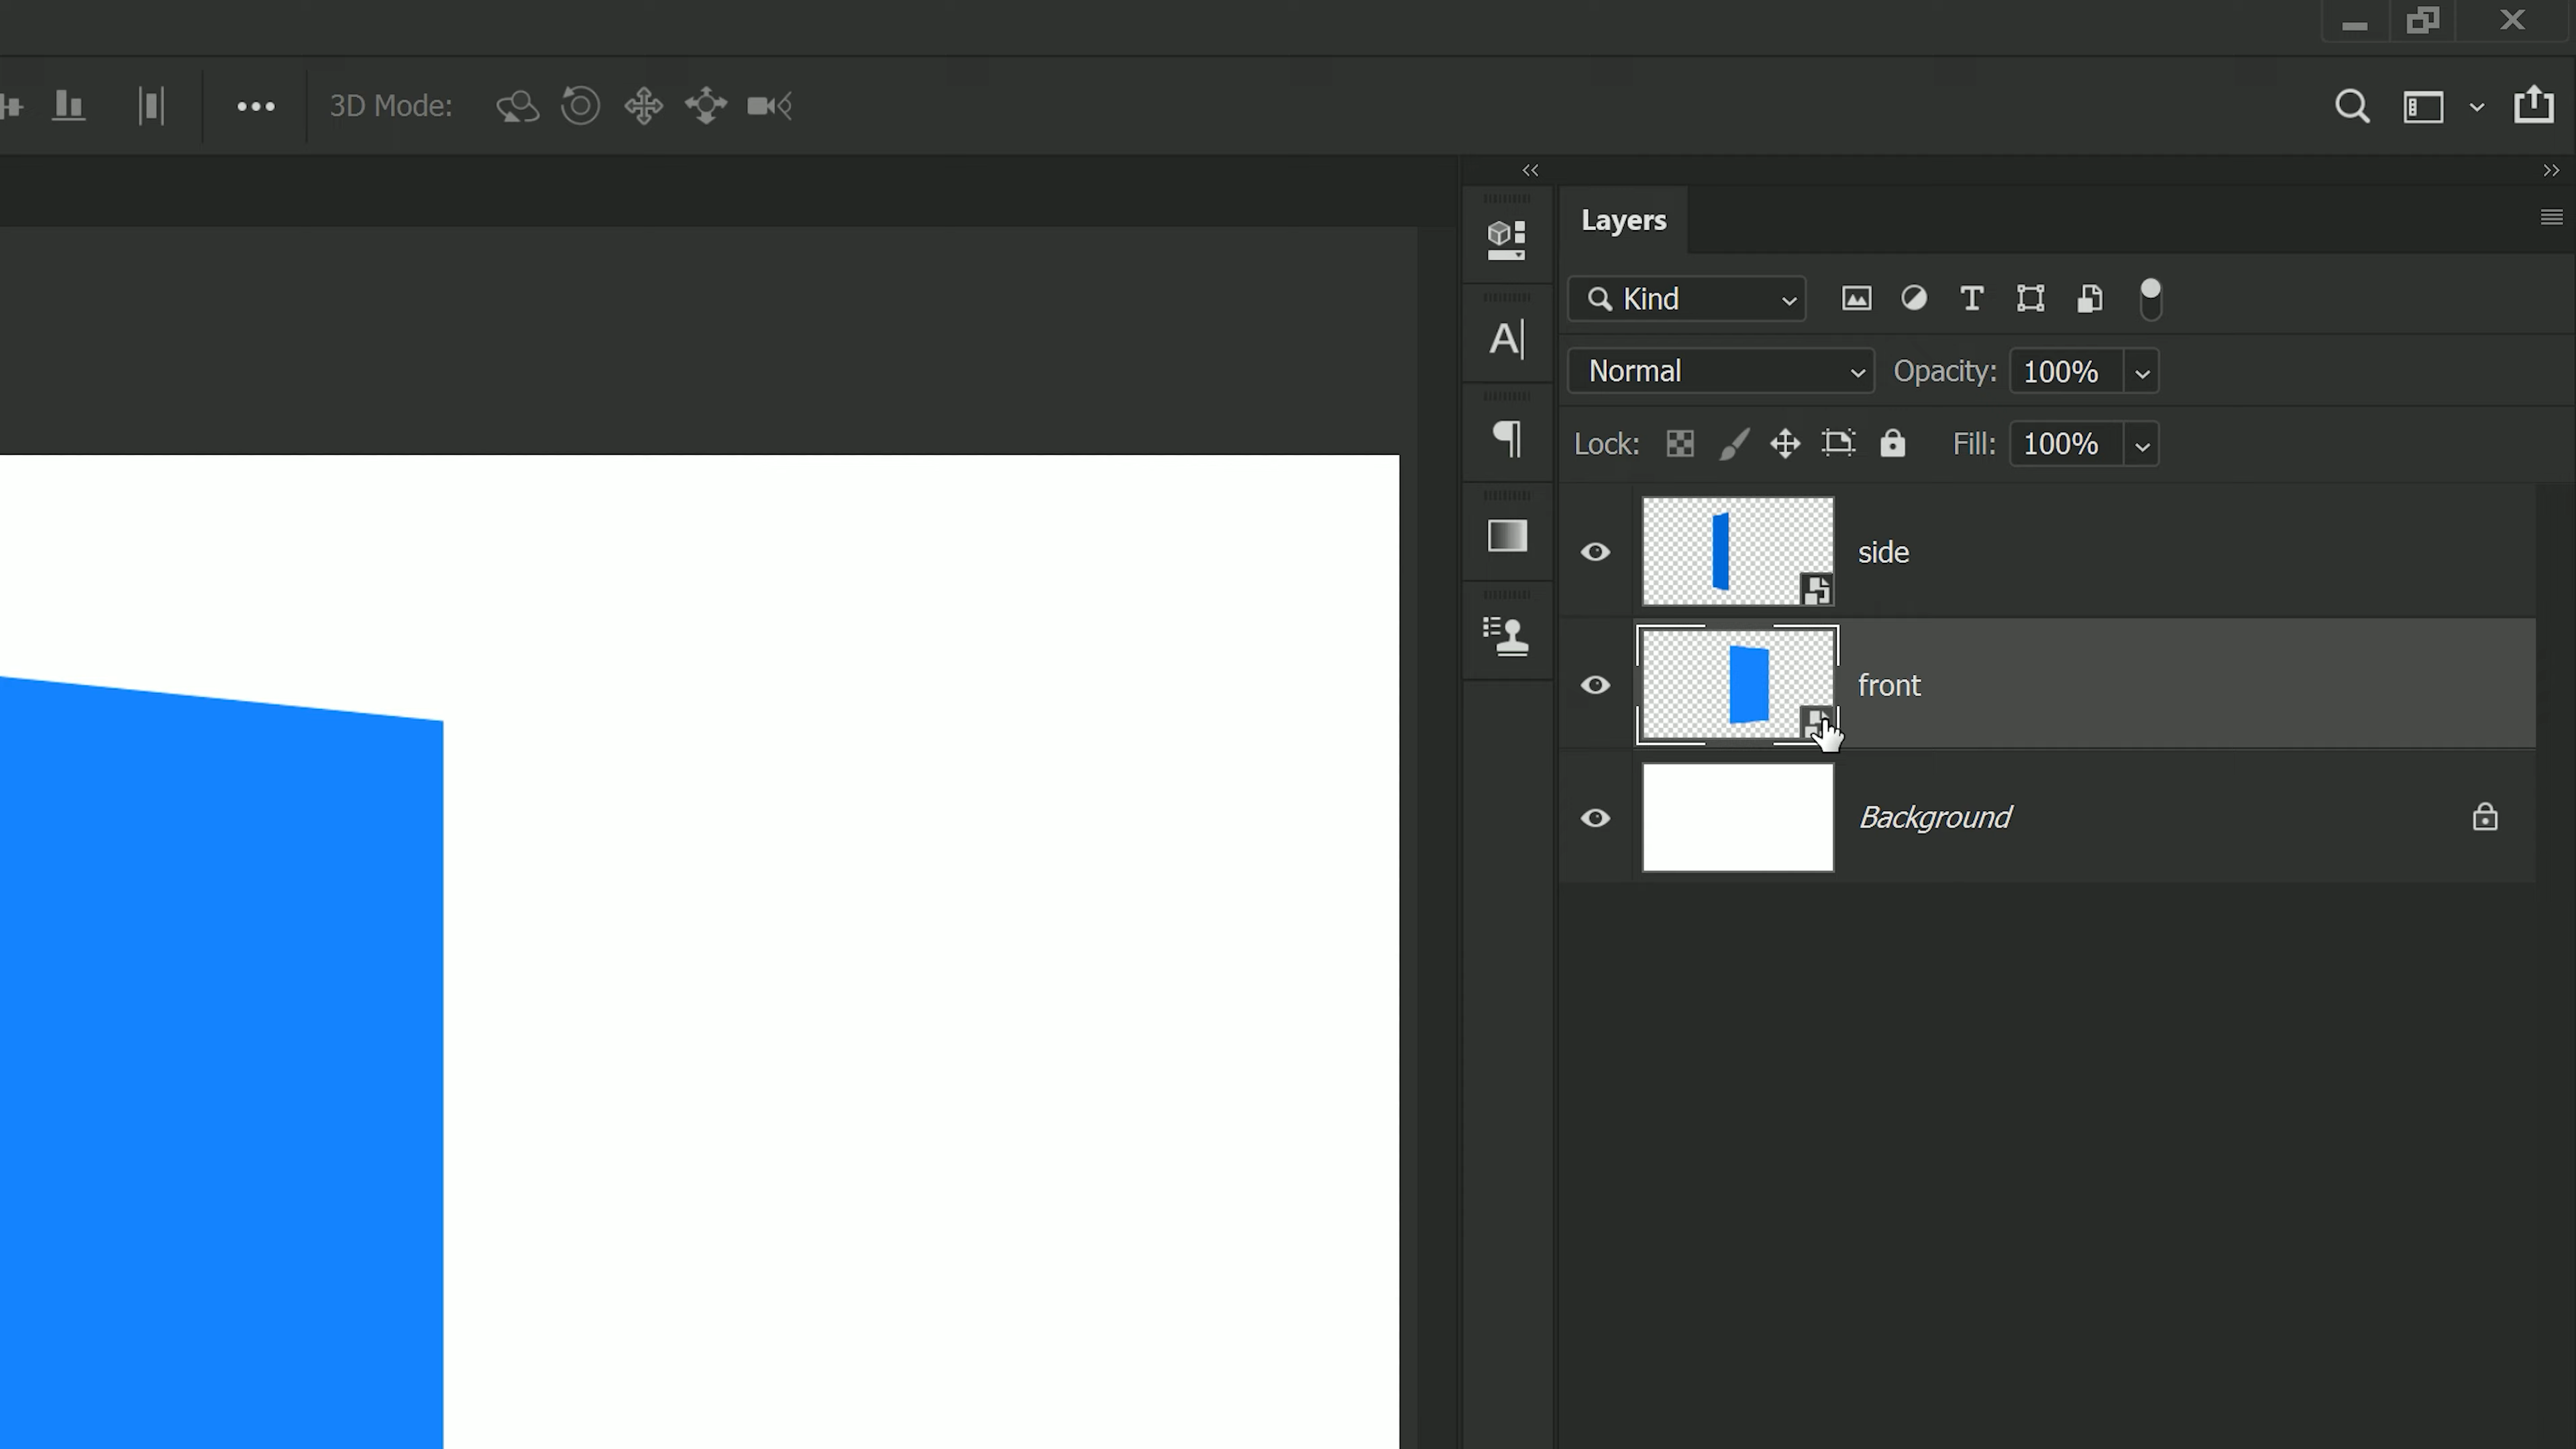 3D Mode:
Layers
Kind
Normal
Opacity: 100%
Lock:
Fill: 100%
side
front
Background